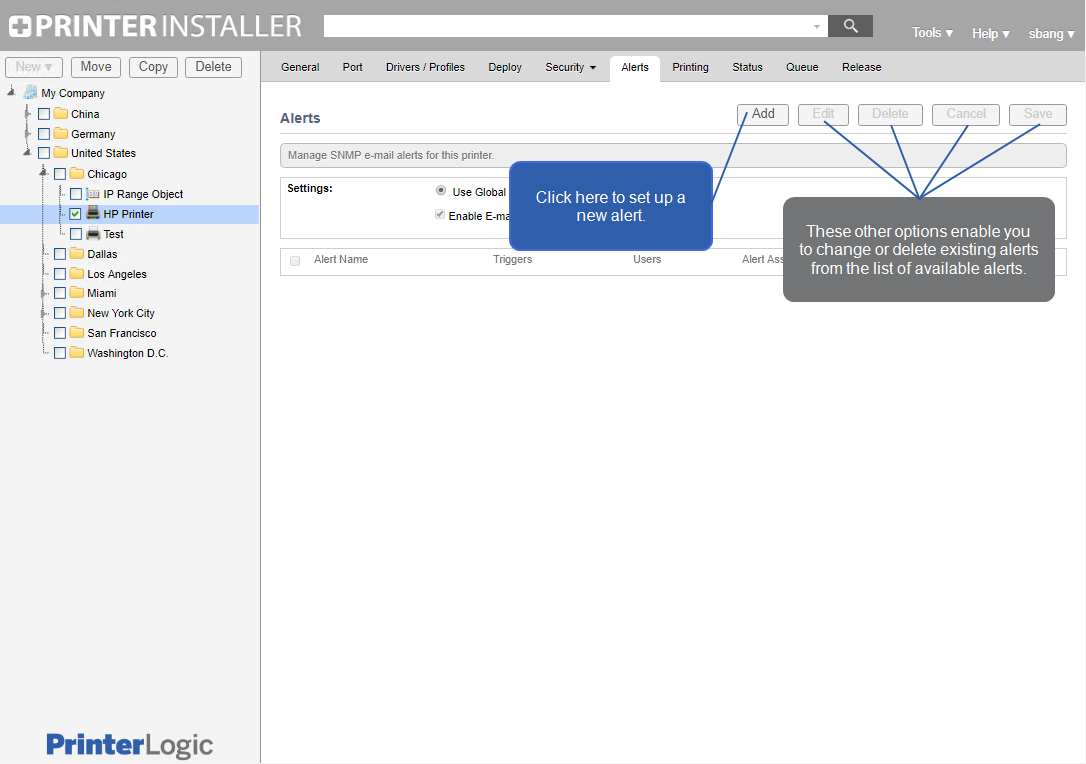 PRINTER INSTALLER
Tools ▾ Help ▾ sbang ▾
New ▾ Move Copy Delete
General Port Drivers / Profiles Deploy Security Alerts Printing Status Queue Release
My Company
China
Germany
United States
Chicago
IP Range Object
HP Printer
Test
Dallas
Los Angeles
Miami
New York City
San Francisco
Washington D.C.
PrinterLogic
Alerts
Add Edit Delete Cancel Save
Manage SNMP e-mail alerts for this printer.
Settings:
Use Global
Enable
Click here to set up a
new alert.
These other options enable you
to change or delete existing alerts
from the list of available alerts.
Alert Name Triggers Users Alert